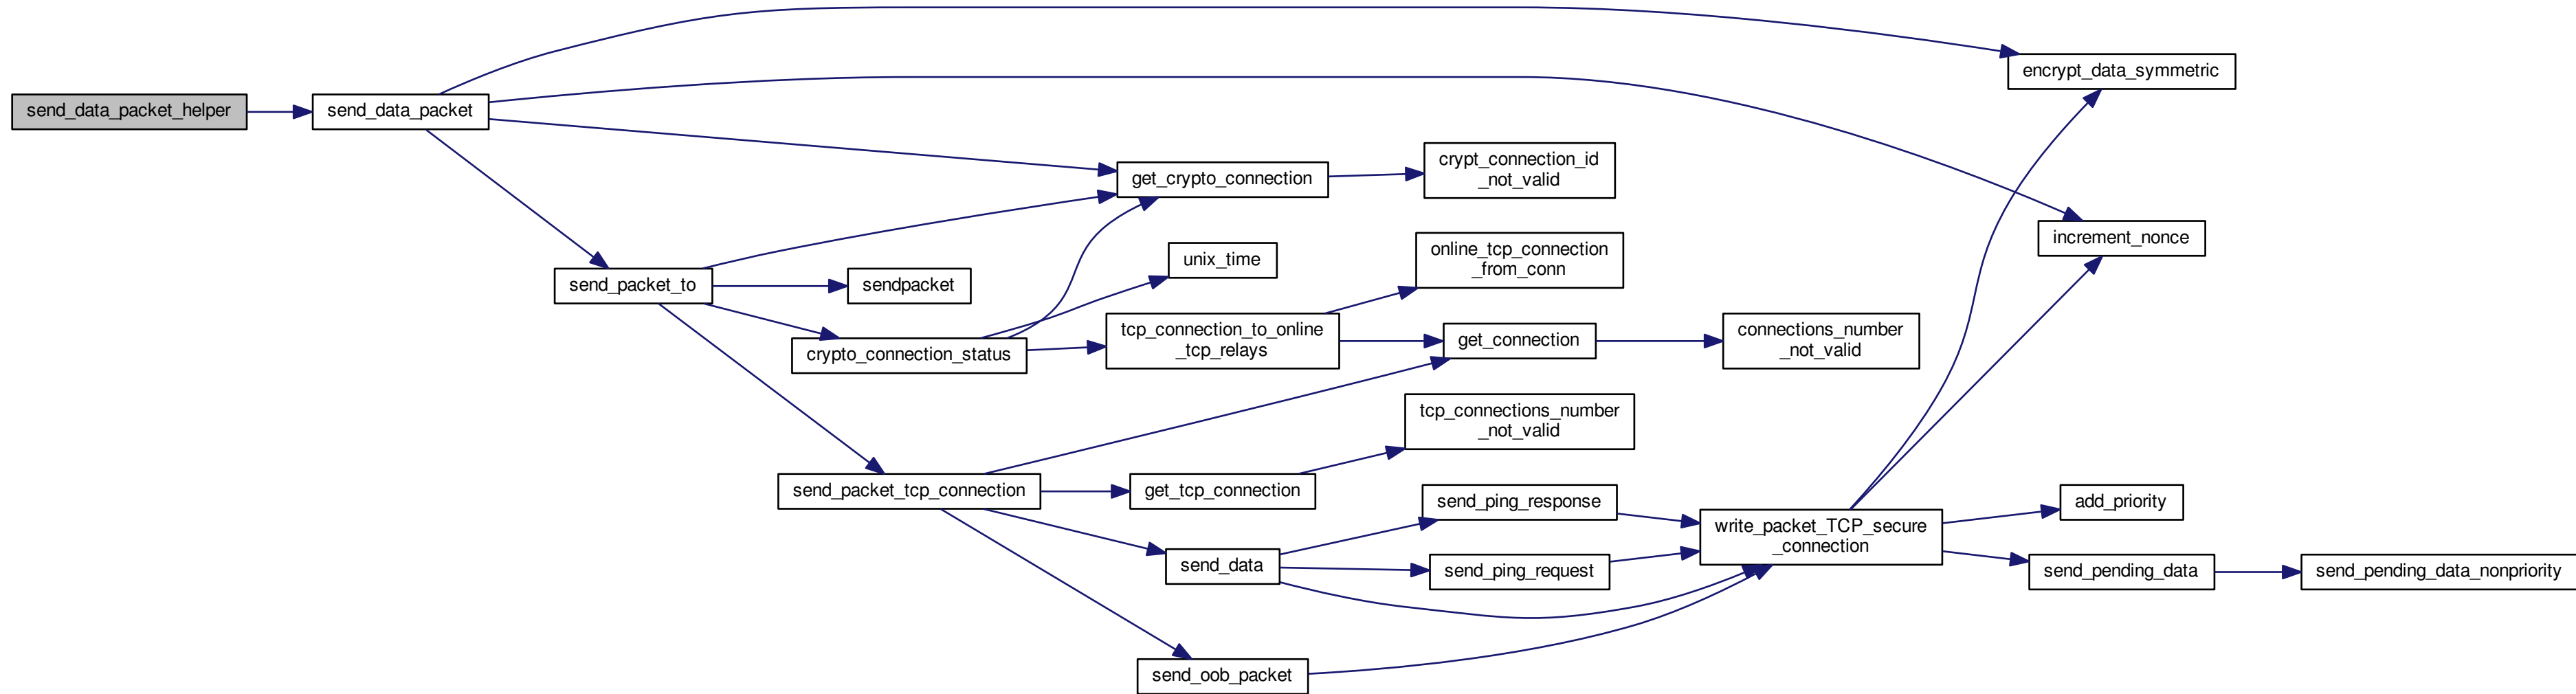 send_data_packet_helper
send_data_packet
encrypt_data_symmetric
get_crypto_connection
crypt_connection_id
_not_valid
increment_nonce
send_packet_to
sendpacket
unix_time
online_tcp_connection
_from_conn
crypto_connection_status
tcp_connection_to_online
_tcp_relays
get_connection
connections_number
_not_valid
tcp_connections_number
_not_valid
send_packet_tcp_connection
get_tcp_connection
send_ping_response
write_packet_TCP_secure
_connection
add_priority
send_data
send_ping_request
send_pending_data
send_pending_data_nonpriority
send_oob_packet